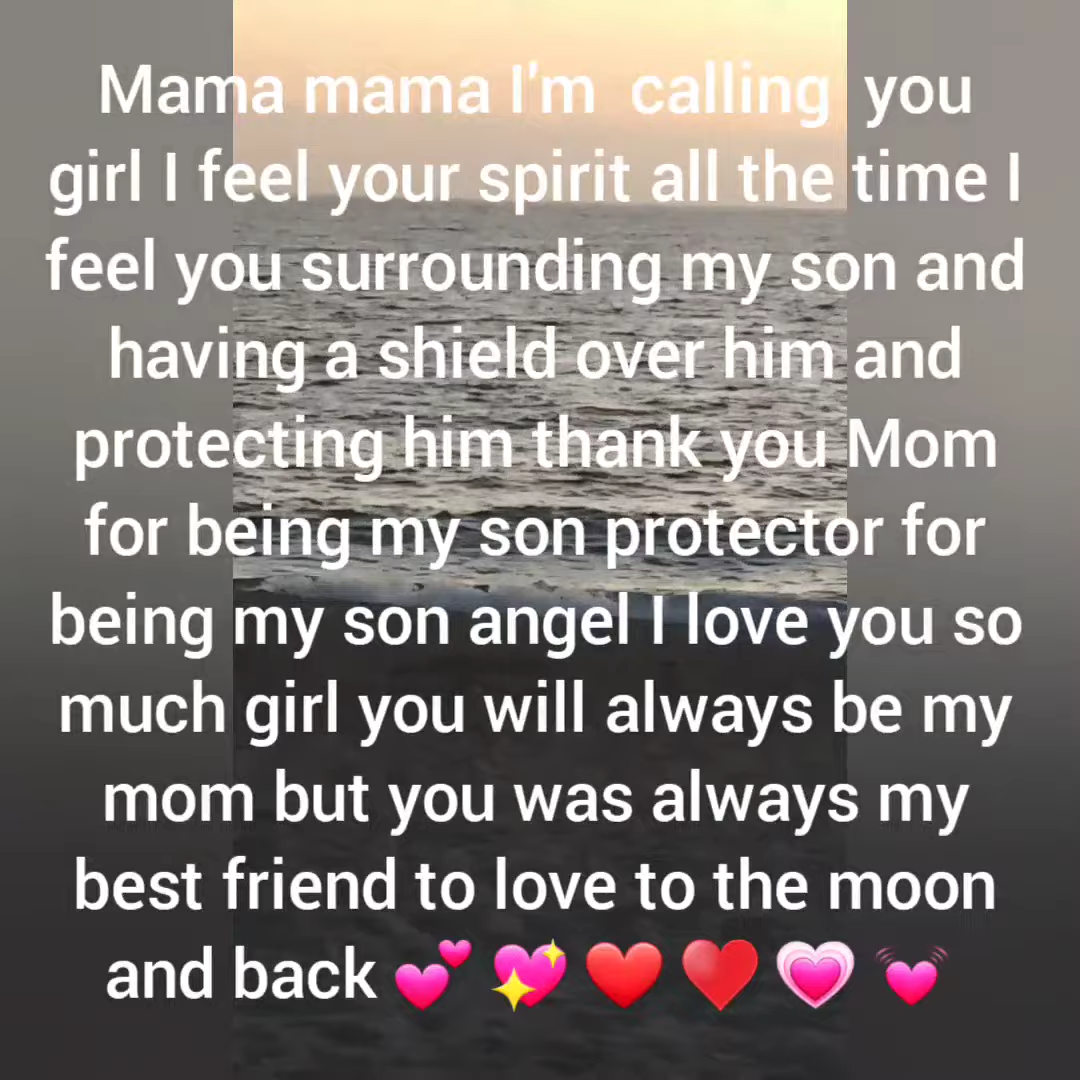 Mama mama I'm  calling  you
girl I feel your spirit all the time I
feel you surrounding my son and
having a shield over him and
protecting him thank you Mom
for being my son protector for
being my son angel I love you so
much girl you will always be my
mom but you was always my
best friend to love to the moon
and back 💕 💖 ❤️ ♥️ 💗 💓